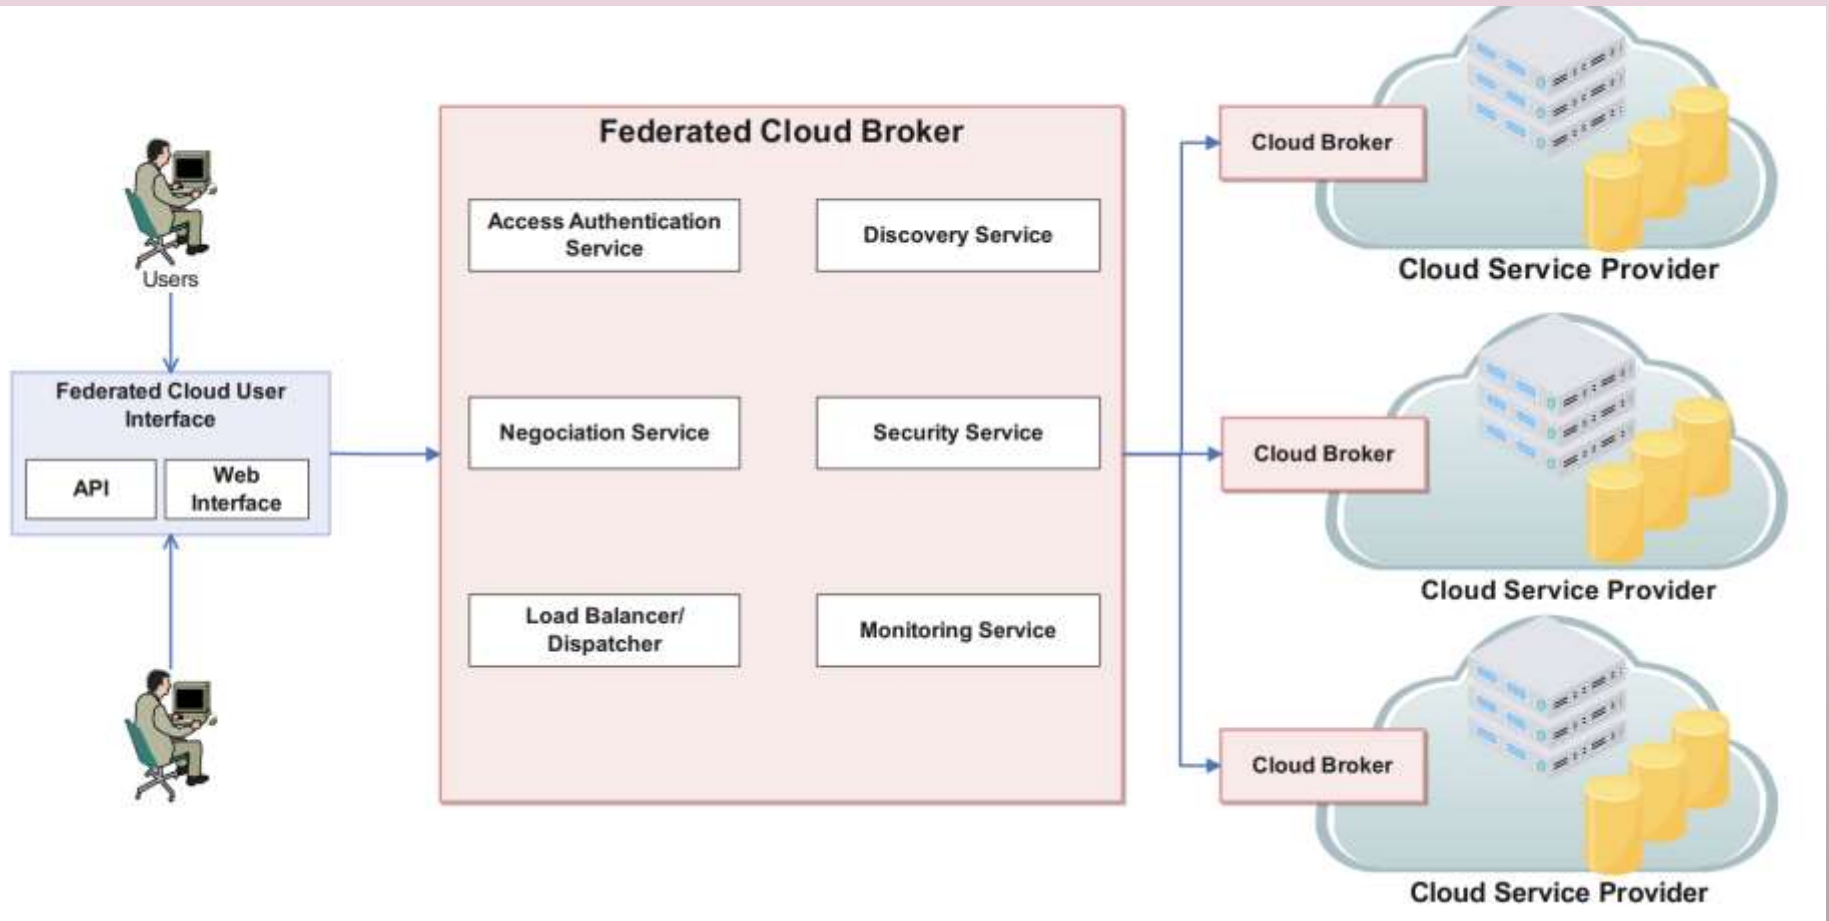 Users
Federated Cloud User
Interface
API
Web
Interface
Federated Cloud Broker
Access Authentication
Service
Discovery Service
Negociation Service
Security Service
Load Balancer/
Dispatcher
Monitoring Service
Cloud Broker
Cloud Service Provider
Cloud Broker
Cloud Service Provider
Cloud Broker
Cloud Service Provider